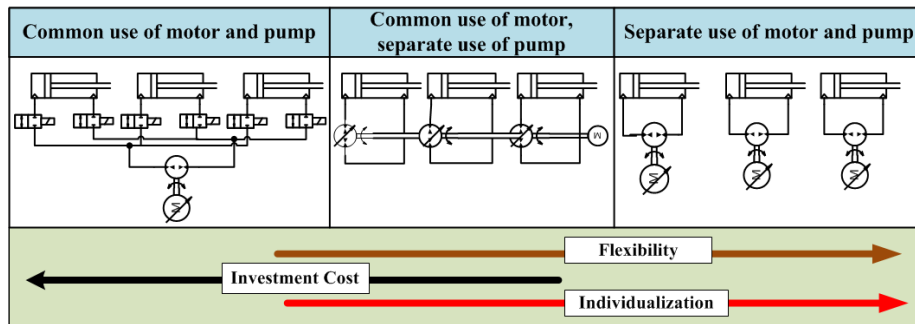 Common use of motor and pump
Common use of motor,
separate use of pump
Separate use of motor and pump
M
M
M
M
M
Flexibility
Investment Cost
Individualization